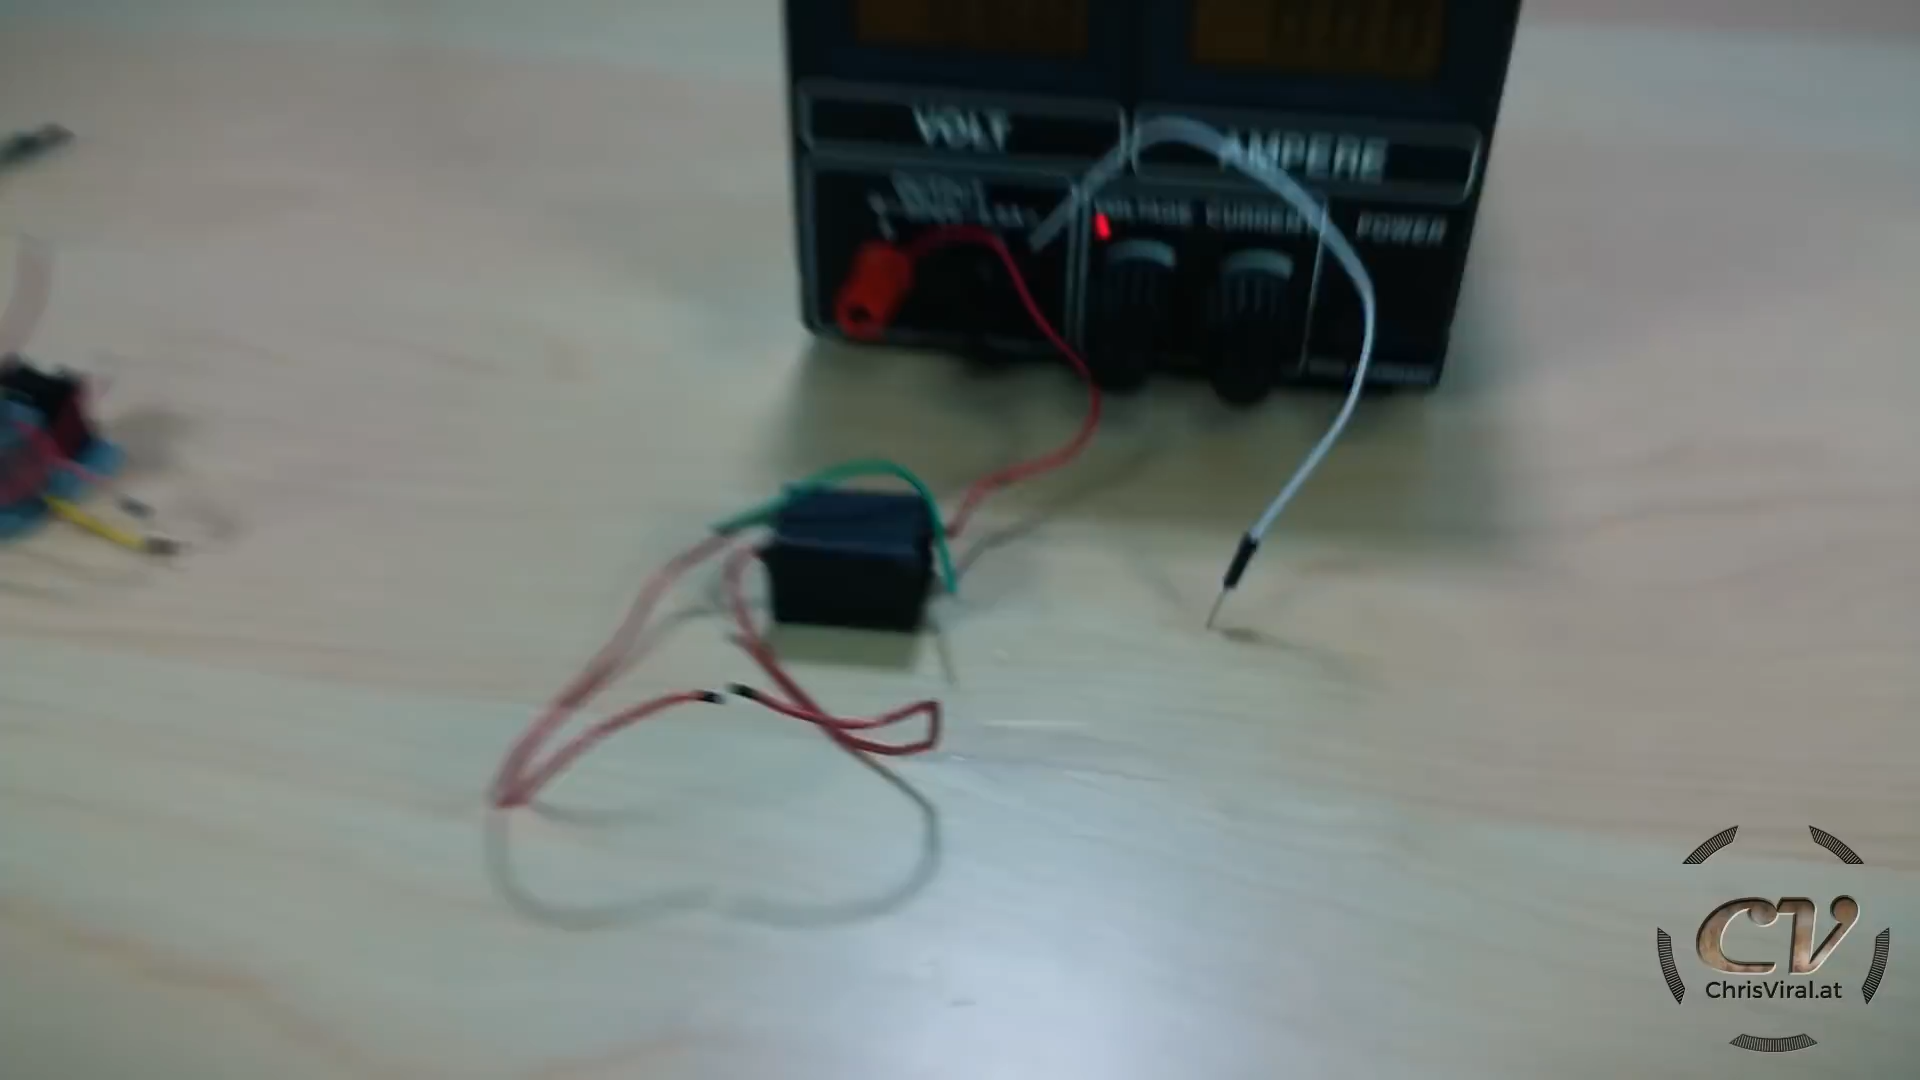 VOLT
AMPERE
VOLTAGE CURRENT
POWER
CV
ChrisViral.at